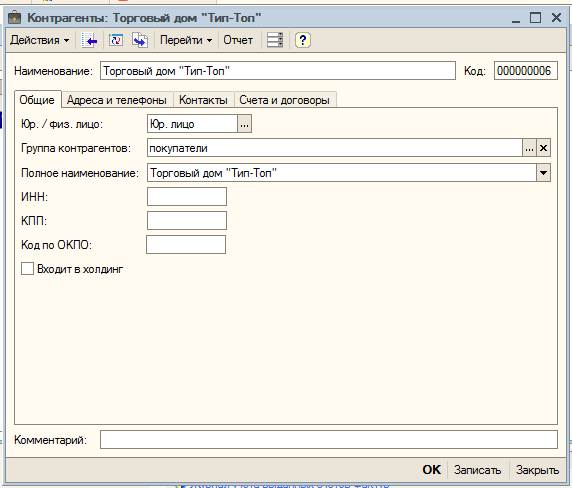 Контрагенты: Торговый дом "Тип-Топ"
Действия Перейти Отчет ?
Наименование: Торговый дом "Тип-Топ" Код: 000000006
Общие Адреса и телефоны Контакты Счета и договоры
Юр. / Физ. лицо: Юр. лицо ...
Группа контрагентов: покупатели ... ×
Полное наименование: Торговый дом "Тип-Топ"
ИНН:
КПП:
Код по ОКПО:
Входит в холдинг
Комментарий:
OK Записать Закрыть